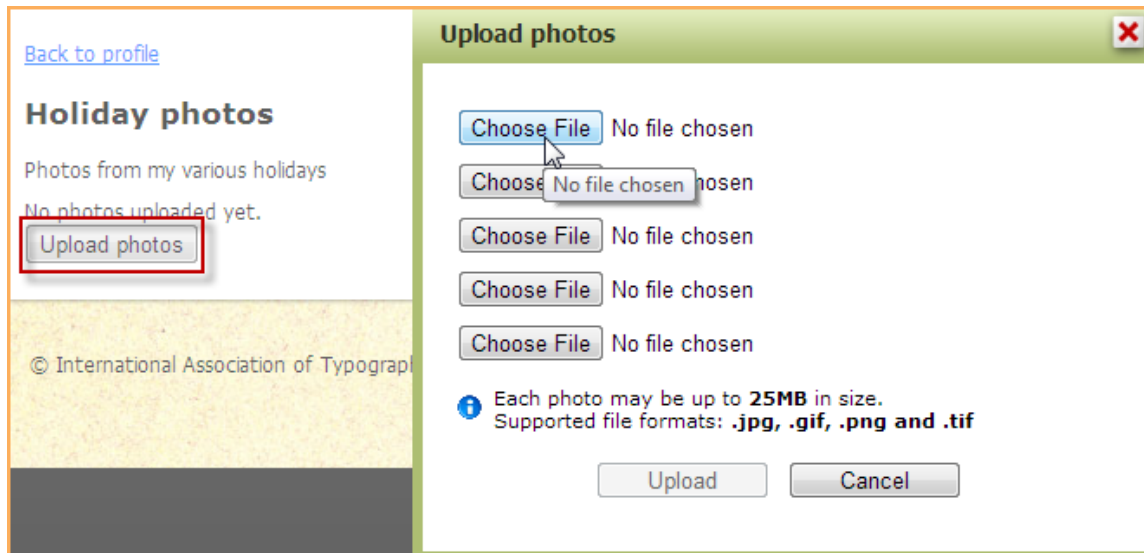 Back to profile
Holiday photos
Photos from my various holidays
No photos uploaded yet.
Upload photos
© International Association of Typograp
Upload photos
Choose File No file chosen
Choose No file chosen hosen
Choose File No file chosen
Choose File No file chosen
Choose File No file chosen
Each photo may be up to 25MB in size.
Supported file formats: .jpg, .gif, .png and .tif
Upload Cancel